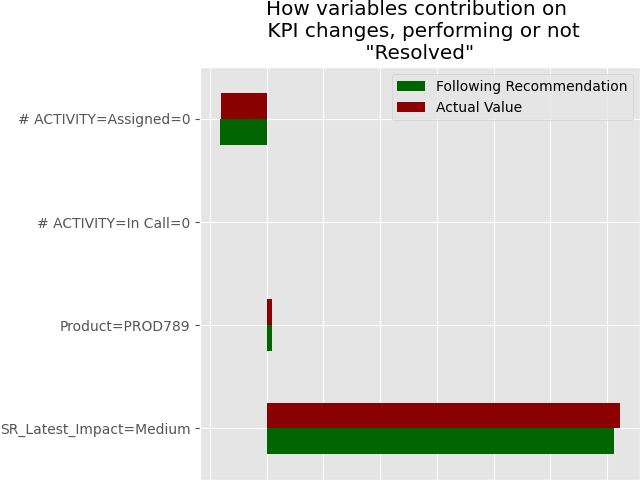 How variables contribution on
KPI changes, performing or not
"Resolved"
Following Recommendation
Actual Value
# ACTIVITY=Assigned=0
# ACTIVITY=In Call=0
Product=PROD789
SR_Latest_Impact=Medium